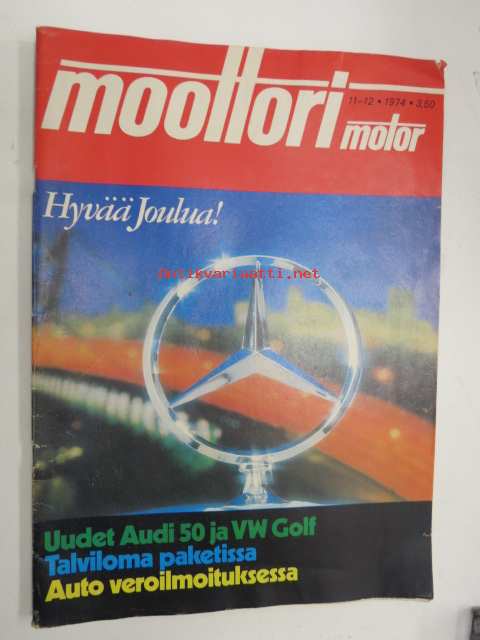 moottori
11-12 • 1974 • 3,50
motor
Hyvää Joulua!
Antikvariaatti.net
Uudet Audi 50 ja VW Golf
Talviloma paketissa
Auto veroilmoituksessa